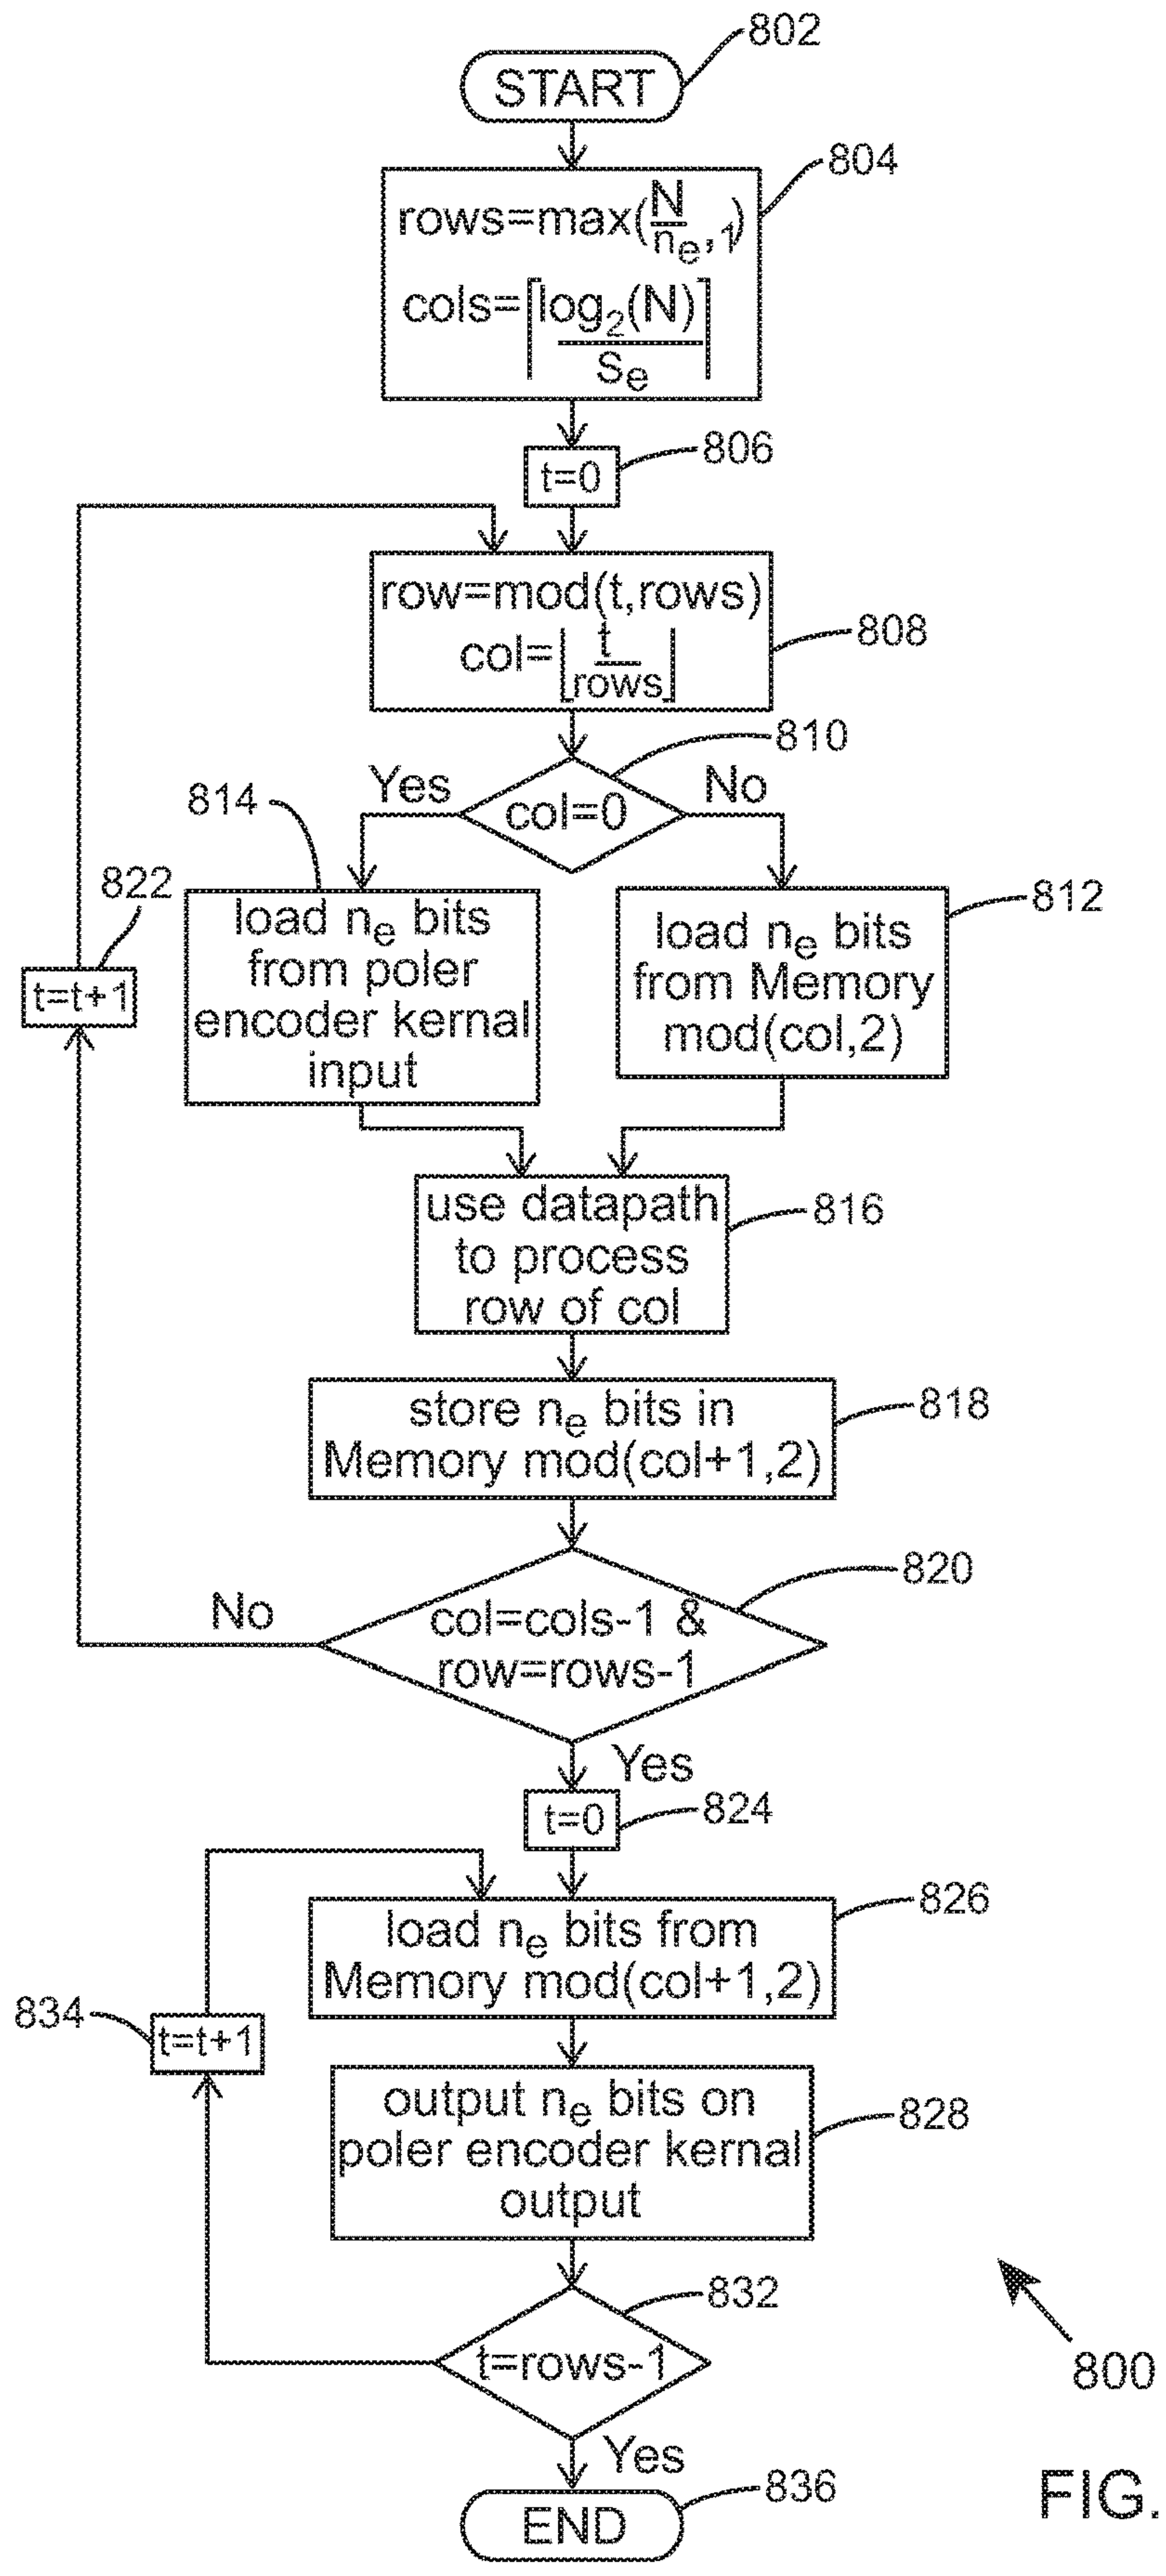 802
START
804
rows=max(N/nₑ,1)
cols=⌈log₂(N)/Sₑ⌉
806
t=0
row=mod(t,rows)
808
col=⌊t/rows⌋
810
Yes
No
814
col=0
822
812
load nₑ bits
from poler
encoder kernal
input
load nₑ bits
from Memory
mod(col,2)
t=t+1
use datapath
to process
row of col
816
store nₑ bits in
Memory mod(col+1,2)
818
820
No
col=cols-1 &
row=rows-1
Yes
t=0
824
load nₑ bits from
Memory mod(col+1,2)
826
834
t=t+1
output nₑ bits on
poler encoder kernal
output
828
832
t=rows-1
800
Yes
836
END
FIG.